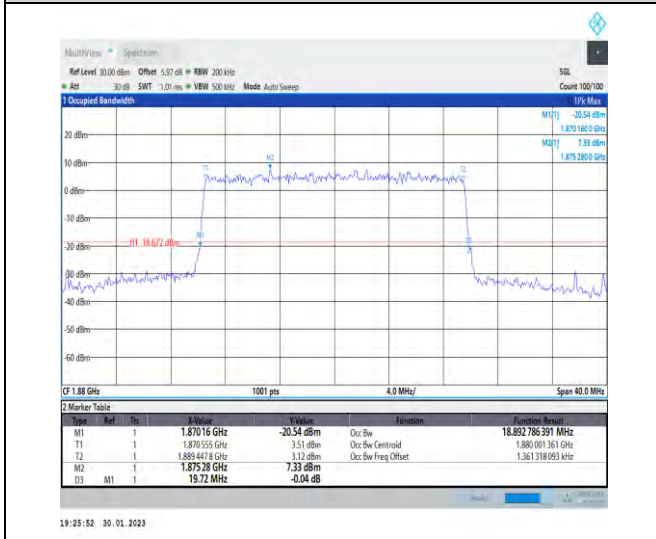 MultiView Spectrum
Ref Level 30.00 dBm Offset 5.97 dB RBW 200 kHz SGL
Att 30 dB SWT 1.01 ms VBW 500 kHz Mode Auto Sweep Count 100/100
1 Occupied Bandwidth 1Pk Max
M1[1] -20.54 dBm
1.870 160 0 GHz
M2[1] 7.33 dBm
1.875 280 0 GHz
20 dBm
M2
10 dBm
T1
0 dBm
-10 dBm
-20 dBm
H1 -18.672 dBm
M1
-30 dBm
-40 dBm
-50 dBm
-60 dBm
CF 1.88 GHz 1001 pts 4.0 MHz/ Span 40.0 MHz
2 Marker Table
Type Ref Trc X-Value Y-Value Function Function Result
M1 1 1.87016 GHz -20.54 dBm Occ Bw 18.892 786 391 MHz
T1 1 1.870 555 GHz 3.51 dBm Occ Bw Centroid 1.880 001 361 GHz
T2 1 1.889 447 8 GHz 3.12 dBm Occ Bw Freq Offset 1.361 318 093 kHz
M2 1 1.875 28 GHz 7.33 dBm
D3 M1 1 19.72 MHz -0.04 dB
19:25:52 30.01.2023